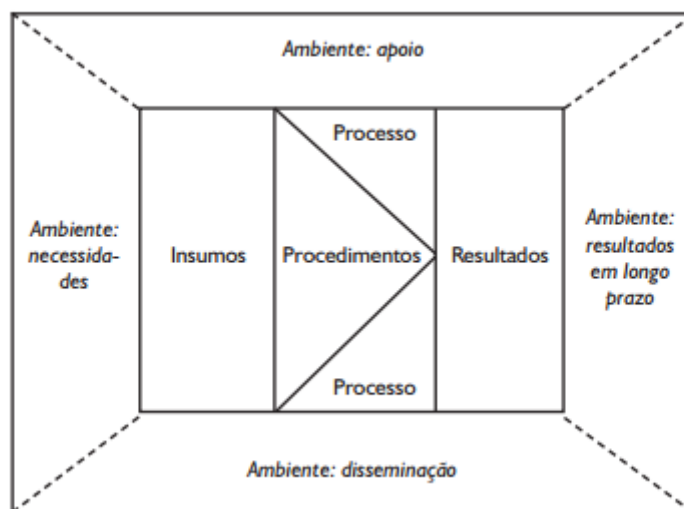 Ambiente: apoio
Processo
Ambiente:
necessida-
des
Insumos
Procedimentos
Resultados
Ambiente:
resultados
em longo
prazo
Processo
Ambiente: disseminação